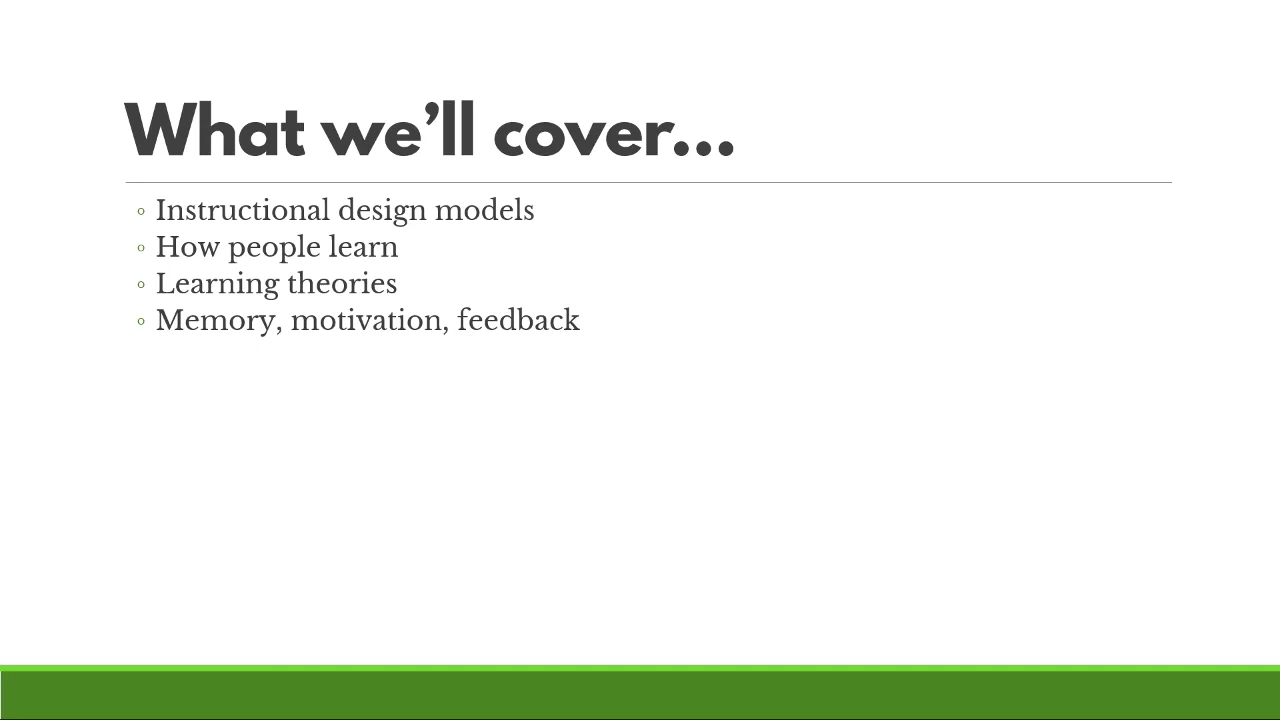 What we’ll cover…
◦ Instructional design models
◦ How people learn
◦ Learning theories
◦ Memory, motivation, feedback